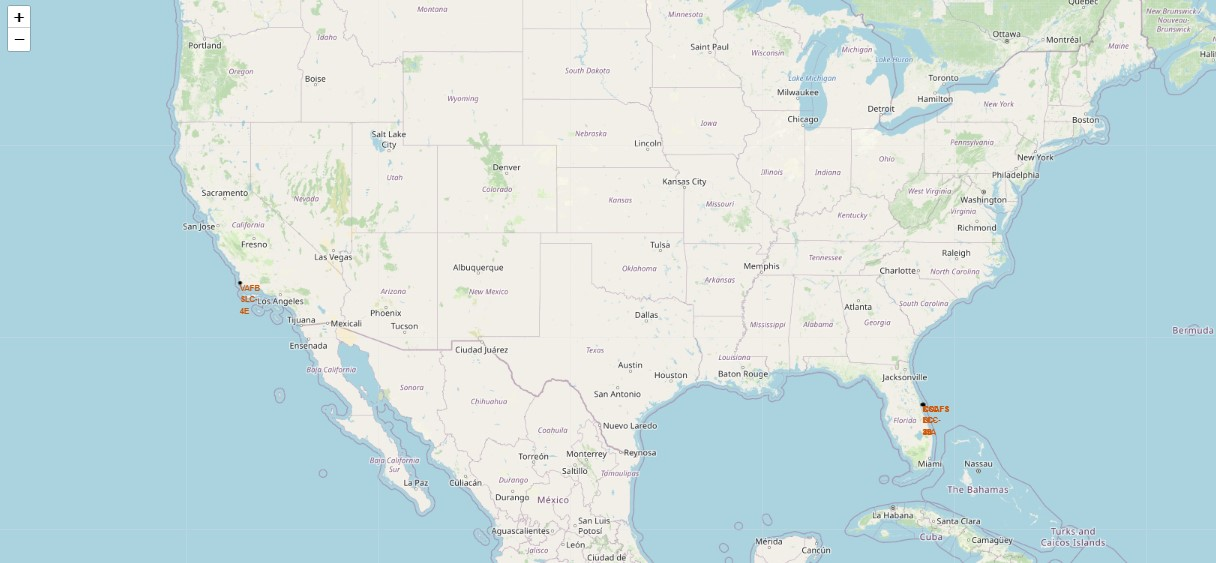 +
−
Montana
Minnesota
Québec
New-Brunswick
Nouveau-
Brunswick
Portland
Idaho
Saint Paul
Wisconsin
Michigan
Ottawa
Montréal
Maine
Oregon
Boise
South Dakota
Lake Michigan
Lake Huron
Toronto
Wyoming
Milwaukee
Detroit
Hamilton
New York
Iowa
Chicago
Boston
Salt Lake
City
Nebraska
Lincoln
Pennsylvania
New York
Utah
Denver
Colorado
Kansas City
Illinois
Indiana
Ohio
Philadelphia
Sacramento
Nevada
Kansas
Missouri
West Virginia
Washington
Virginia
Kentucky
San Jose
California
Richmond
Fresno
Las Vegas
Tulsa
Tennessee
Raleigh
Albuquerque
Oklahoma
Memphis
Charlotte
North Carolina
VAFB
SLC-
4E
Los Angeles
Arizona
New Mexico
Arkansas
South Carolina
Phoenix
Atlanta
Tijuana
Mexicali
Tucson
Dallas
Mississippi
Alabama
Georgia
Bermuda
Ensenada
Ciudad Juárez
Texas
Louisiana
Baja California
Austin
Houston
Baton Rouge
Jacksonville
Sonora
San Antonio
Chihuahua
Florida
Nuevo Laredo
Coahuila
Baja California
Sur
Torreón
Monterrey
Reynosa
Miami
Nassau
Saltillo
Tamaulipas
La Paz
Culiacán
Durango
Durango
México
The Bahamas
La Habana
Santa Clara
Aguascalientes
San Luis
Potosí
Cuba
Camagüey
Turks and
Caicos Islands
León
Jalisco
Ciudad de
Mérida
Cancún